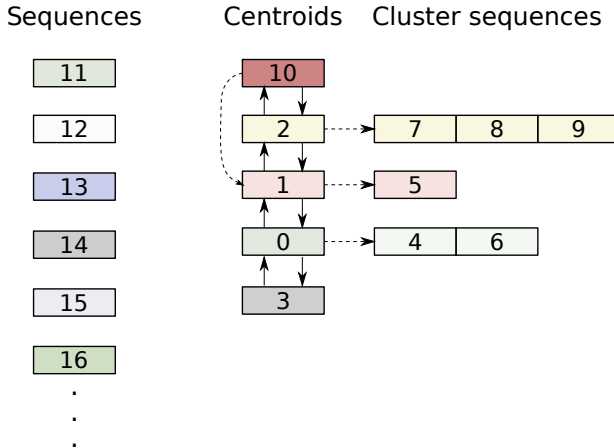 Sequences Centroids Cluster sequences
11 10
12 2 7 8 9
13 1 5
14 0 4 6
15 3
16
.
.
.